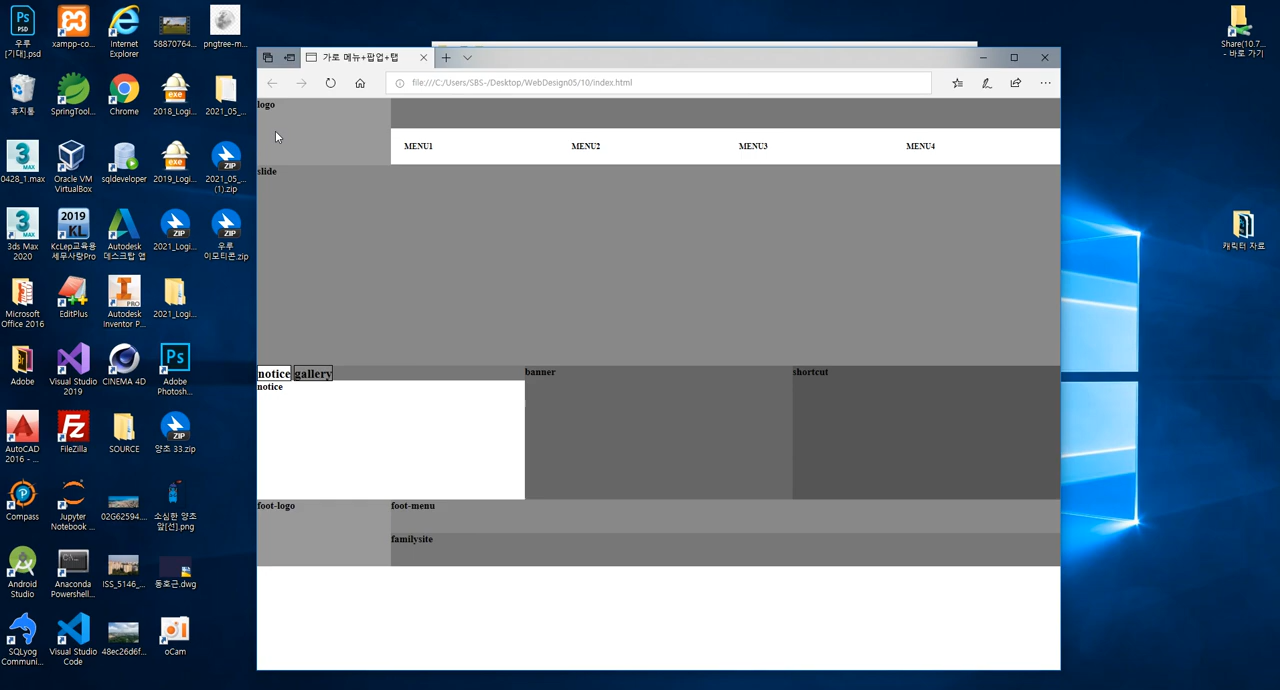 우루
[기대].psd
xampp-co...
Internet
Explorer
58870764...
pngtree-m...
휴지통
SpringTool...
Chrome
2018_Logi...
2021_05_...
0428_1.max
Oracle VM
VirtualBox
sqldeveloper
2019_Logi...
2021_05_...
(1).zip
3ds Max
2020
KcLep교육용
세무사랑Pro
Autodesk
데스크탑 앱
2021_Logi...
우루
이모티콘.zip
Microsoft
Office 2016
EditPlus
Autodesk
Inventor P...
2021_Logi...
Adobe
Visual Studio
2019
CINEMA 4D
Adobe
Photosh...
AutoCAD
2016 - ...
FileZilla
SOURCE
양초 33.zip
Compass
Jupyter
Notebook ...
02G62594....
소심한 양초
앞[선].png
Android
Studio
Anaconda
Powershell...
ISS_5146_...
동호근.dwg
SQLyog
Communi...
Visual Studio
Code
48ec26d6f...
oCam
가로 메뉴+팝업+탭
file:///C:/Users/SBS-/Desktop/WebDesign05/10/index.html
logo
MENU1 MENU2 MENU3 MENU4
slide
notice gallery
notice
banner
shortcut
foot-logo
foot-menu
familysite
Share(10.7...
- 바로 가기
캐릭터 자료